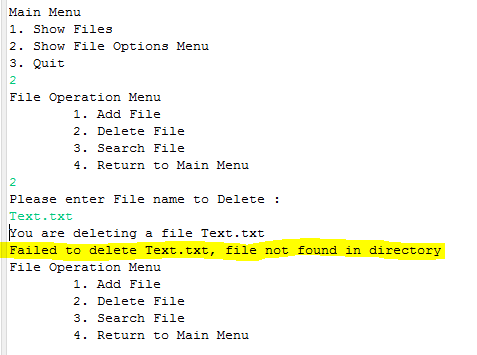 Main Menu
1. Show Files
2. Show File Options Menu
3. Quit
2
File Operation Menu
1. Add File
2. Delete File
3. Search File
4. Return to Main Menu
2
Please enter File name to Delete :
Text.txt
You are deleting a file Text.txt
Failed to delete Text.txt, file not found in directory
File Operation Menu
1. Add File
2. Delete File
3. Search File
4. Return to Main Menu